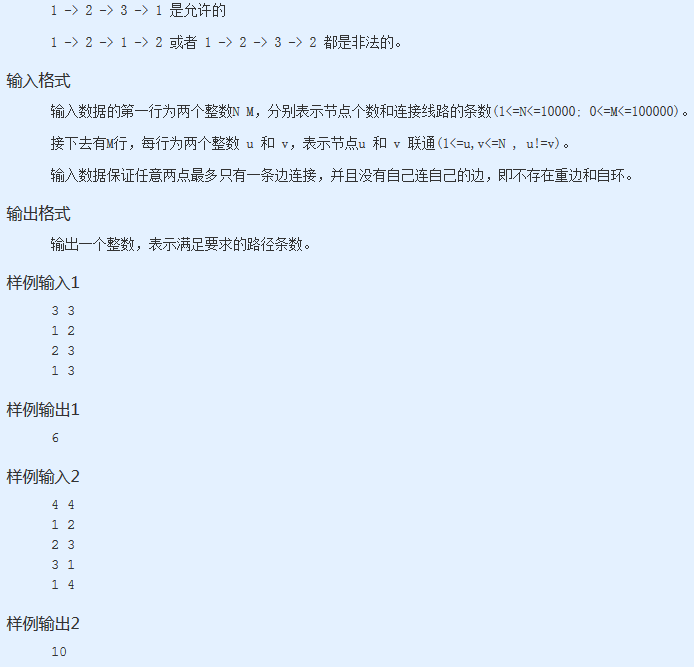 1 -> 2 -> 3 -> 1 是允许的
1 -> 2 -> 1 -> 2 或者 1 -> 2 -> 3 -> 2 都是非法的。
输入格式
输入数据的第一行为两个整数N M，分别表示节点个数和连接线路的条数(1<=N<=10000; 0<=M<=100000)。
接下去有M行，每行为两个整数 u 和 v，表示节点u 和 v 联通(1<=u,v<=N , u!=v)。
输入数据保证任意两点最多只有一条边连接，并且没有自己连自己的边，即不存在重边和自环。
输出格式
输出一个整数，表示满足要求的路径条数。
样例输入1
3 3
1 2
2 3
1 3
样例输出1
6
样例输入2
4 4
1 2
2 3
3 1
1 4
样例输出2
10